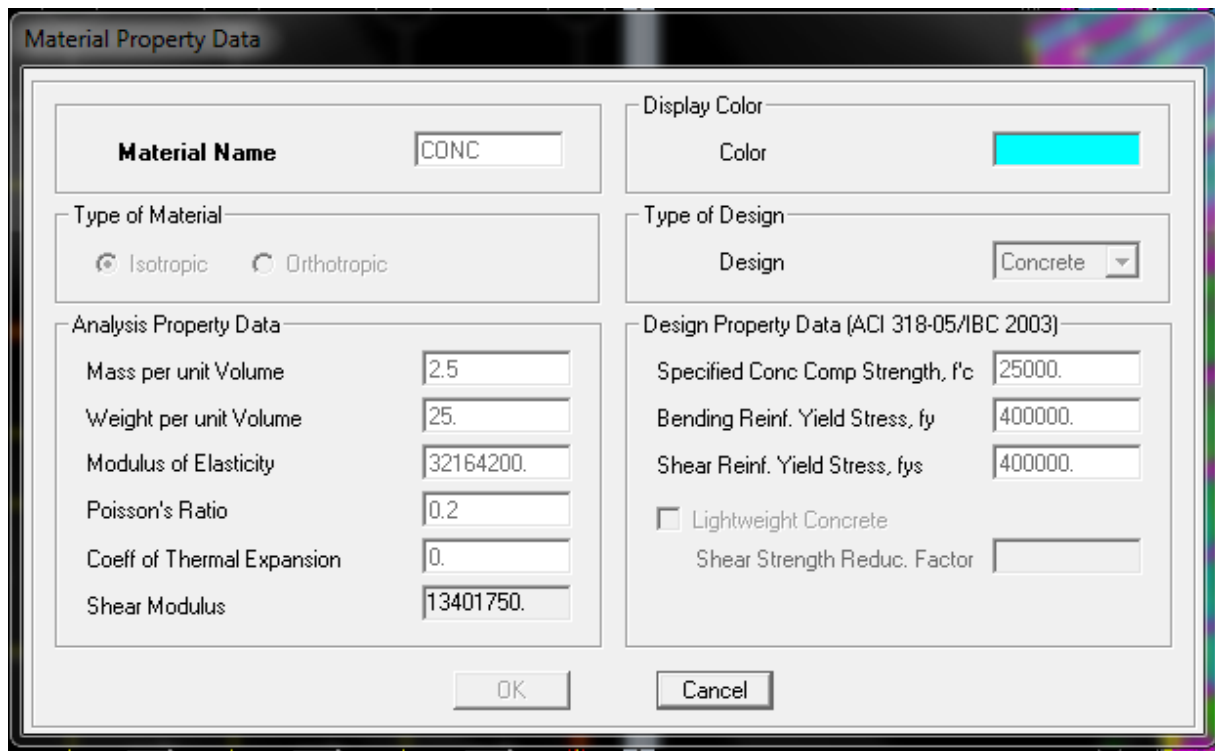 Material Property Data
Material Name
CONC
Display Color
Color
Type of Material
Isotropic
Orthotropic
Type of Design
Design
Concrete
Analysis Property Data
Mass per unit Volume
2.5
Weight per unit Volume
25.
Modulus of Elasticity
32164200.
Poisson's Ratio
0.2
Coeff of Thermal Expansion
0.
Shear Modulus
13401750.
Design Property Data (ACI 318-05/IBC 2003)
Specified Conc Comp Strength, f'c
25000.
Bending Reinf. Yield Stress, fy
400000.
Shear Reinf. Yield Stress, fys
400000.
Lightweight Concrete
Shear Strength Reduc. Factor
OK
Cancel